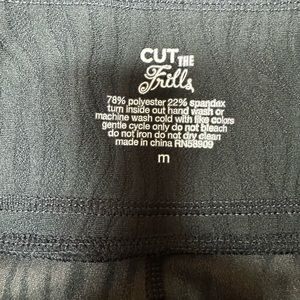 CUT THE
Frills
78% polyester 22% spandex
turn inside out hand wash or
machine wash cold with like colors
gentle cycle only do not bleach
do not iron do not dry clean
made in china RN58909
m